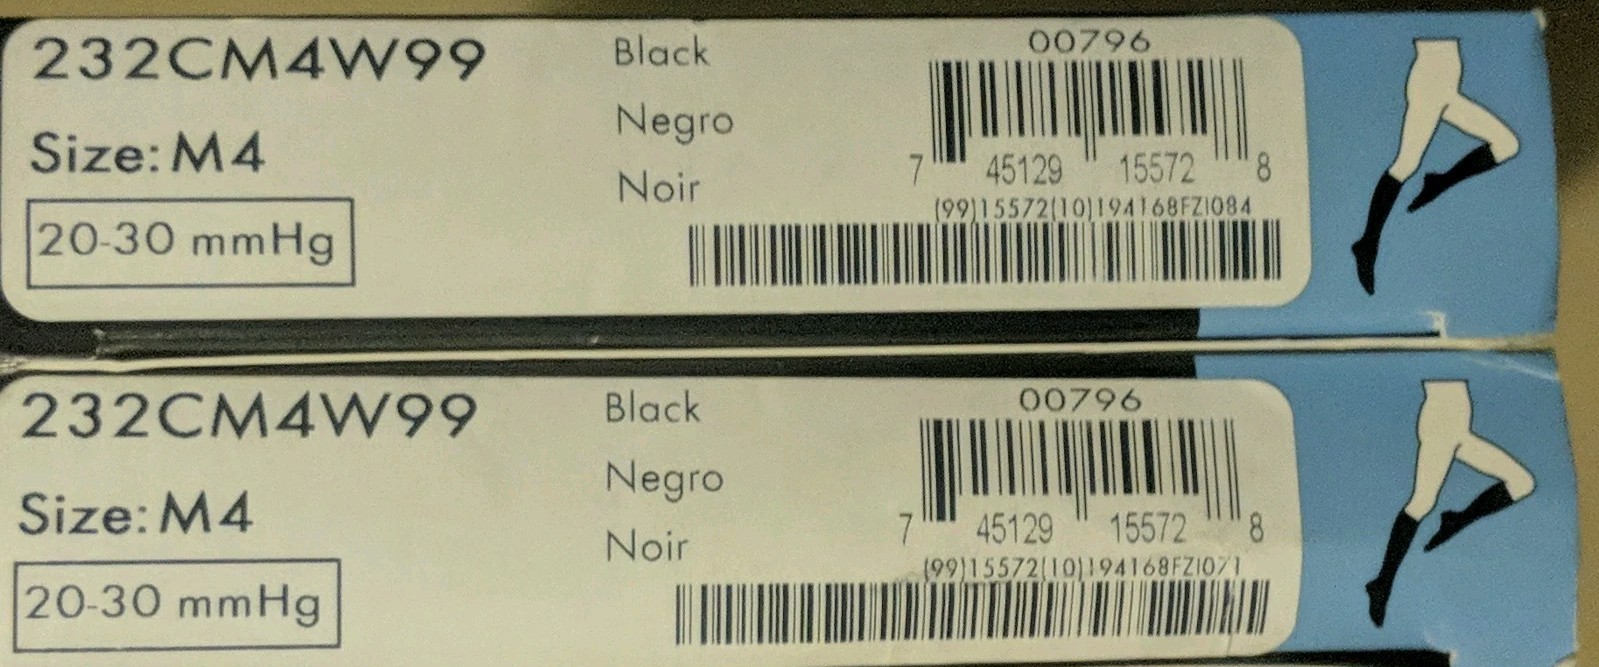 232CM4W99
Size: M4
20-30 mmHg
Black
Negro
Noir
00796
7 45129 15572 8
(99)15572(10)194168FZI084
232CM4W99
Size: M4
20-30 mmHg
Black
Negro
Noir
00796
7 45129 15572 8
(99)15572(10)194168FZI071